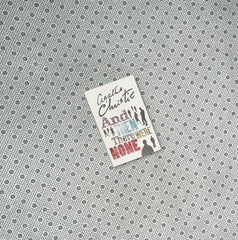 Agatha
Christie
And
THEN
There WERE
NONE